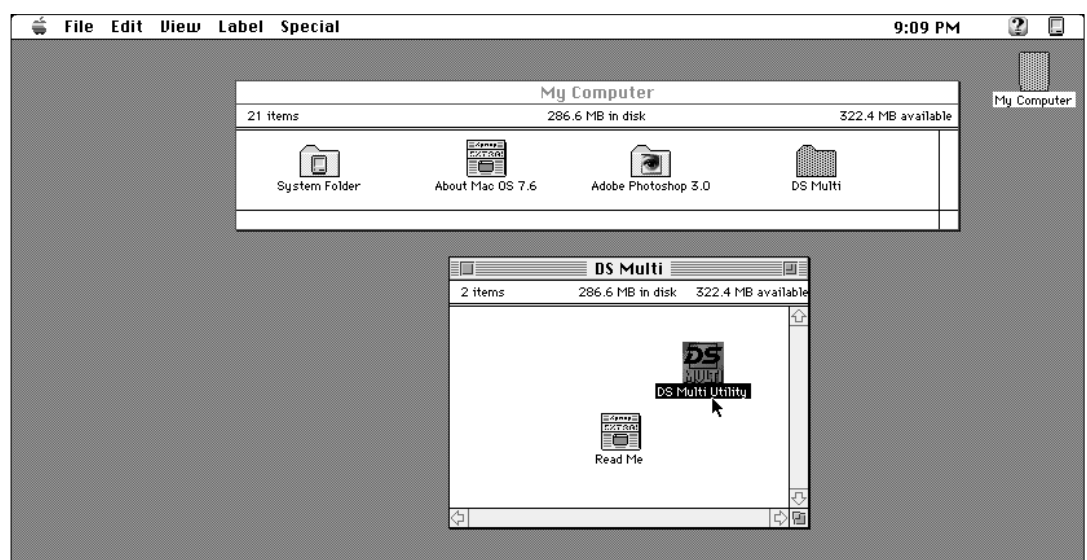 File Edit View Label Special 9:09 PM
My Computer
My Computer
21 items 286.6 MB in disk 322.4 MB available
System Folder About Mac OS 7.6 Adobe Photoshop 3.0 DS Multi
DS Multi
2 items 286.6 MB in disk 322.4 MB available
DS
MULTI
DS Multi Utility
EXTRA!
Read Me